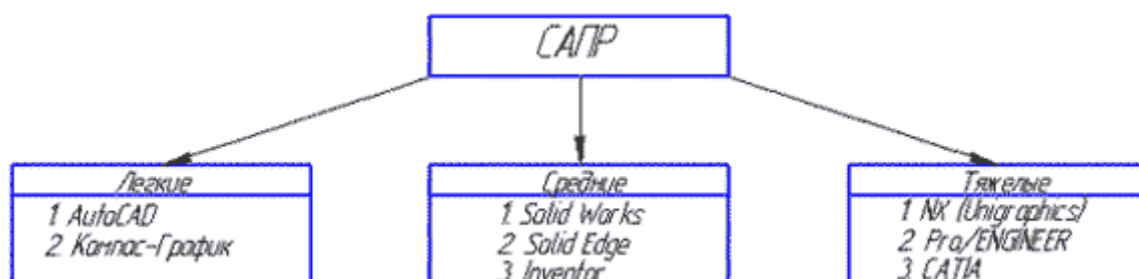 САПР
Легкие
1. AutoCAD
2. Компас-График
Средние
1. Solid Works
2. Solid Edge
3. Inventor
Тяжелые
1. NX (Unigraphics)
2. Pro/ENGINEER
3. CATIA